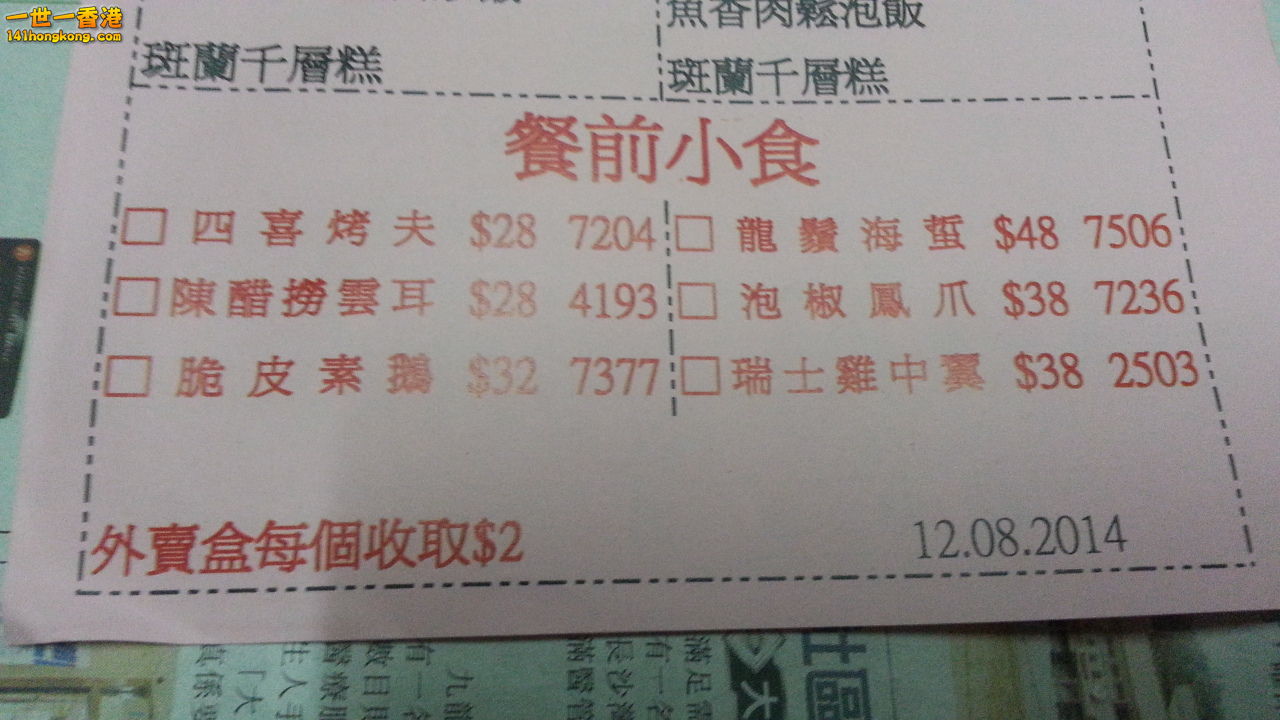 一世一香港
141hongkong.com
魚香肉鬆泡飯
斑蘭千層糕
斑蘭千層糕
餐前小食
四喜烤夫 $28 7204
龍鬚海蜇 $48 7506
陳醋撈雲耳 $28 4193
泡椒鳳爪 $38 7236
脆皮素鵝 $32 7377
瑞士雞中翼 $38 2503
外賣盒每個收取$2
12.08.2014
社區